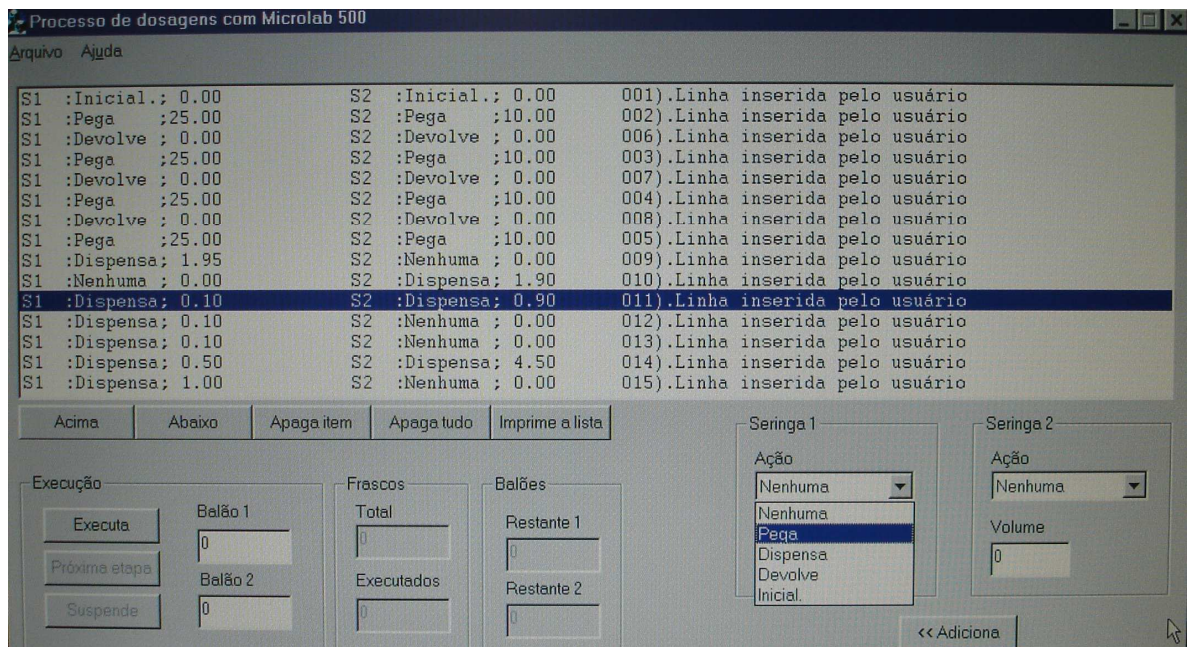 Processo de dosagens com Microlab 500
Arquivo Ajuda
S1 :Inicial.; 0.00 S2 :Inicial.; 0.00 001).Linha inserida pelo usuário
S1 :Pega ;25.00 S2 :Pega ;10.00 002).Linha inserida pelo usuário
S1 :Devolve ; 0.00 S2 :Devolve ; 0.00 006).Linha inserida pelo usuário
S1 :Pega ;25.00 S2 :Pega ;10.00 003).Linha inserida pelo usuário
S1 :Devolve ; 0.00 S2 :Devolve ; 0.00 007).Linha inserida pelo usuário
S1 :Pega ;25.00 S2 :Pega ;10.00 004).Linha inserida pelo usuário
S1 :Devolve ; 0.00 S2 :Devolve ; 0.00 008).Linha inserida pelo usuário
S1 :Pega ;25.00 S2 :Pega ;10.00 005).Linha inserida pelo usuário
S1 :Dispensa; 1.95 S2 :Nenhuma ; 0.00 009).Linha inserida pelo usuário
S1 :Nenhuma ; 0.00 S2 :Dispensa; 1.90 010).Linha inserida pelo usuário
S1 :Dispensa; 0.10 S2 :Dispensa; 0.90 011).Linha inserida pelo usuário
S1 :Dispensa; 0.10 S2 :Nenhuma ; 0.00 012).Linha inserida pelo usuário
S1 :Dispensa; 0.10 S2 :Nenhuma ; 0.00 013).Linha inserida pelo usuário
S1 :Dispensa; 0.50 S2 :Dispensa; 4.50 014).Linha inserida pelo usuário
S1 :Dispensa; 1.00 S2 :Nenhuma ; 0.00 015).Linha inserida pelo usuário
Acima Abaixo Apaga item Apaga tudo Imprime a lista
Execução
Executa
Próxima etapa
Suspende
Balão 1
0
Balão 2
0
Frascos
Total
0
Executados
0
Balões
Restante 1
0
Restante 2
0
Seringa 1
Ação
Nenhuma
Nenhuma
Pega
Dispensa
Devolve
Inicial.
Seringa 2
Ação
Nenhuma
Volume
0
<< Adiciona